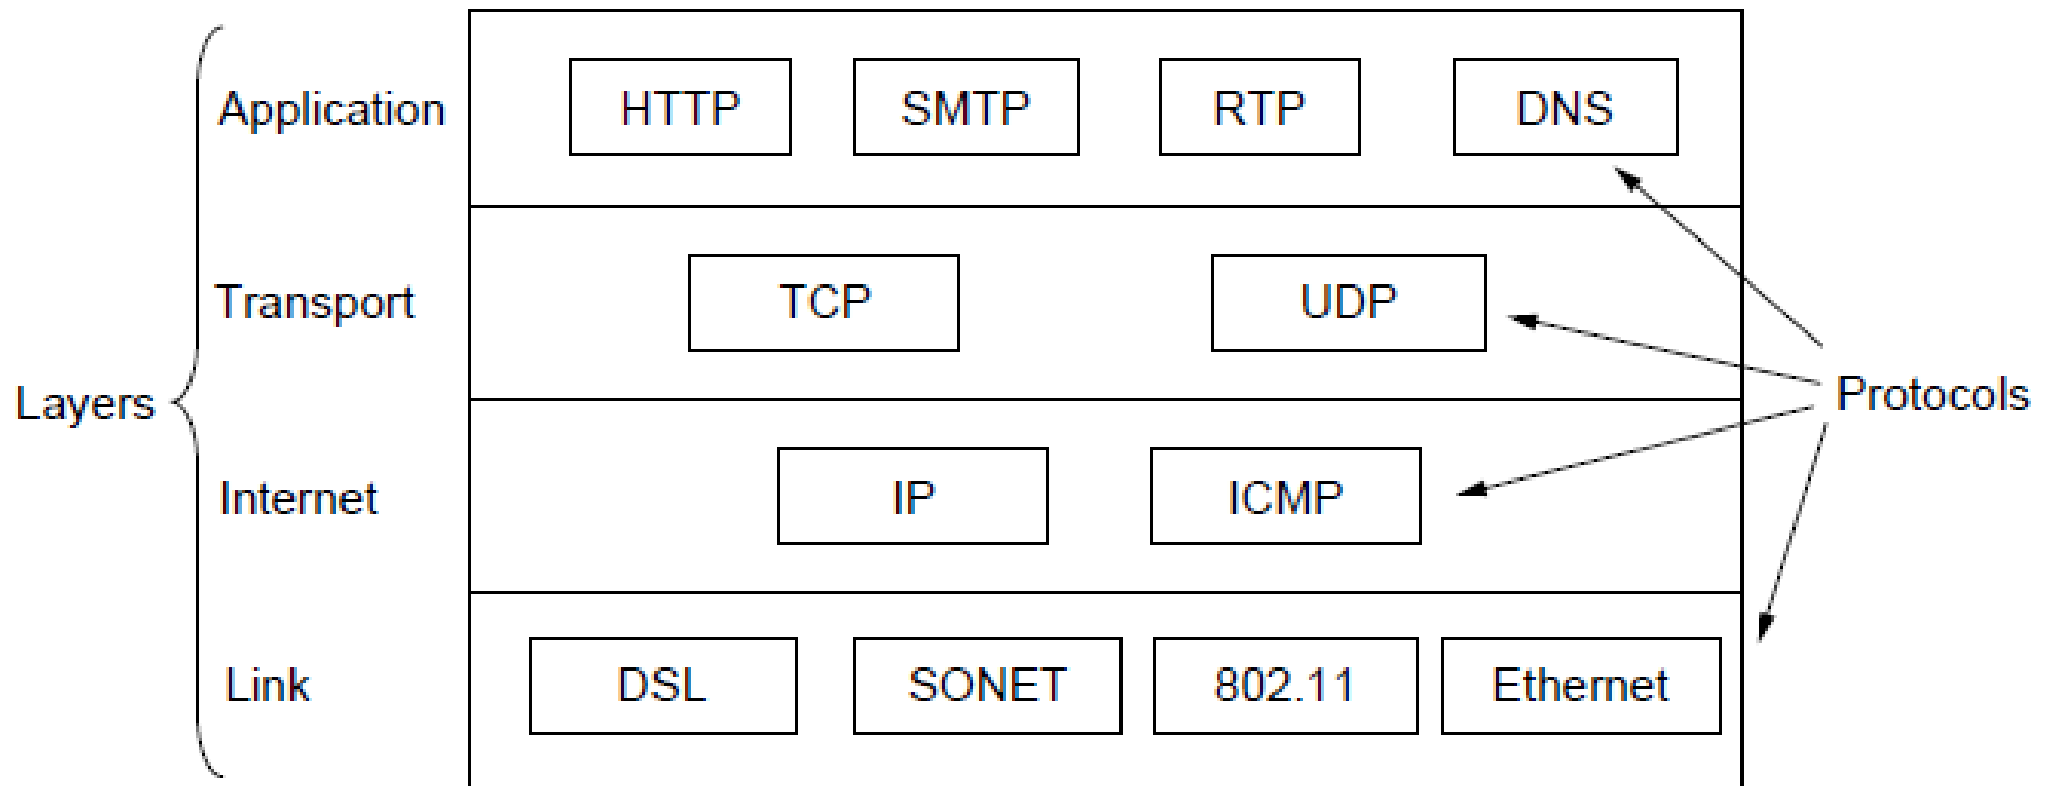 Application HTTP SMTP RTP DNS
Transport TCP UDP
Layers Protocols
Internet IP ICMP
Link DSL SONET 802.11 Ethernet